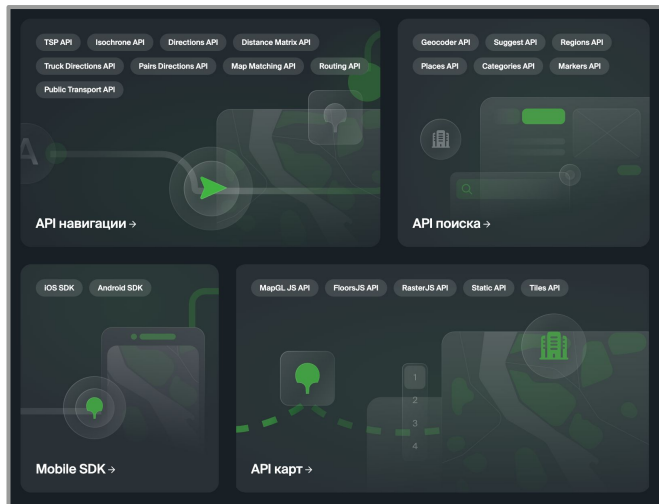 TSP API Isochrone API Directions API Distance Matrix API
Truck Directions API Pairs Directions API Map Matching API Routing API
Public Transport API
A
API навигации →
Geocoder API Suggest API Regions API
Places API Categories API Markers API
API поиска →
iOS SDK Android SDK
Mobile SDK →
MapGL JS API FloorsJS API RasterJS API Static API Tiles API
1
2
3
4
API карт →